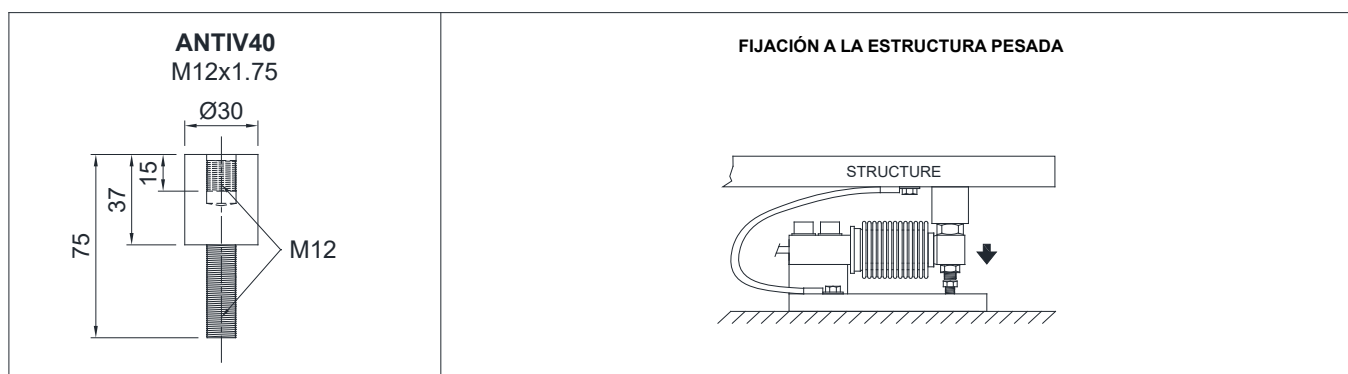 ANTIV40
M12x1.75
Ø30
15
37
75
M12
FIJACIÓN A LA ESTRUCTURA PESADA
STRUCTURE